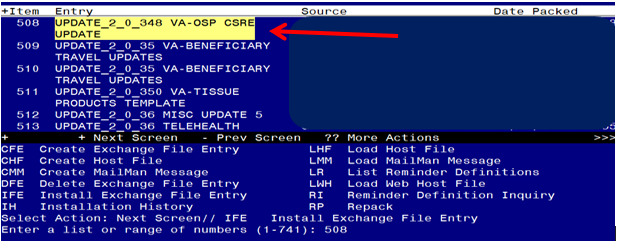 +Item  Entry  Source  Date Packed
508  UPDATE_2_0_348 VA-OSP CSRE
UPDATE
509  UPDATE_2_0_35 VA-BENEFICIARY
TRAVEL UPDATES
510  UPDATE_2_0_35 VA-BENEFICIARY
TRAVEL UPDATES
511  UPDATE_2_0_350 VA-TISSUE
PRODUCTS TEMPLATE
512  UPDATE_2_0_36 MISC UPDATE 5
513  UPDATE_2_0_36 TELEHEALTH
+  + Next Screen  - Prev Screen  ?? More Actions  >>>
CFE  Create Exchange File Entry  LHF  Load Host File
CHF  Create Host File  LMM  Load MailMan Message
CMM  Create MailMan Message  LR  List Reminder Definitions
DFE  Delete Exchange File Entry  LWH  Load Web Host File
IFE  Install Exchange File Entry  RI  Reminder Definition Inquiry
IH  Installation History  RP  Repack
Select Action: Next Screen// IFE  Install Exchange File Entry
Enter a list or range of numbers (1-741): 508